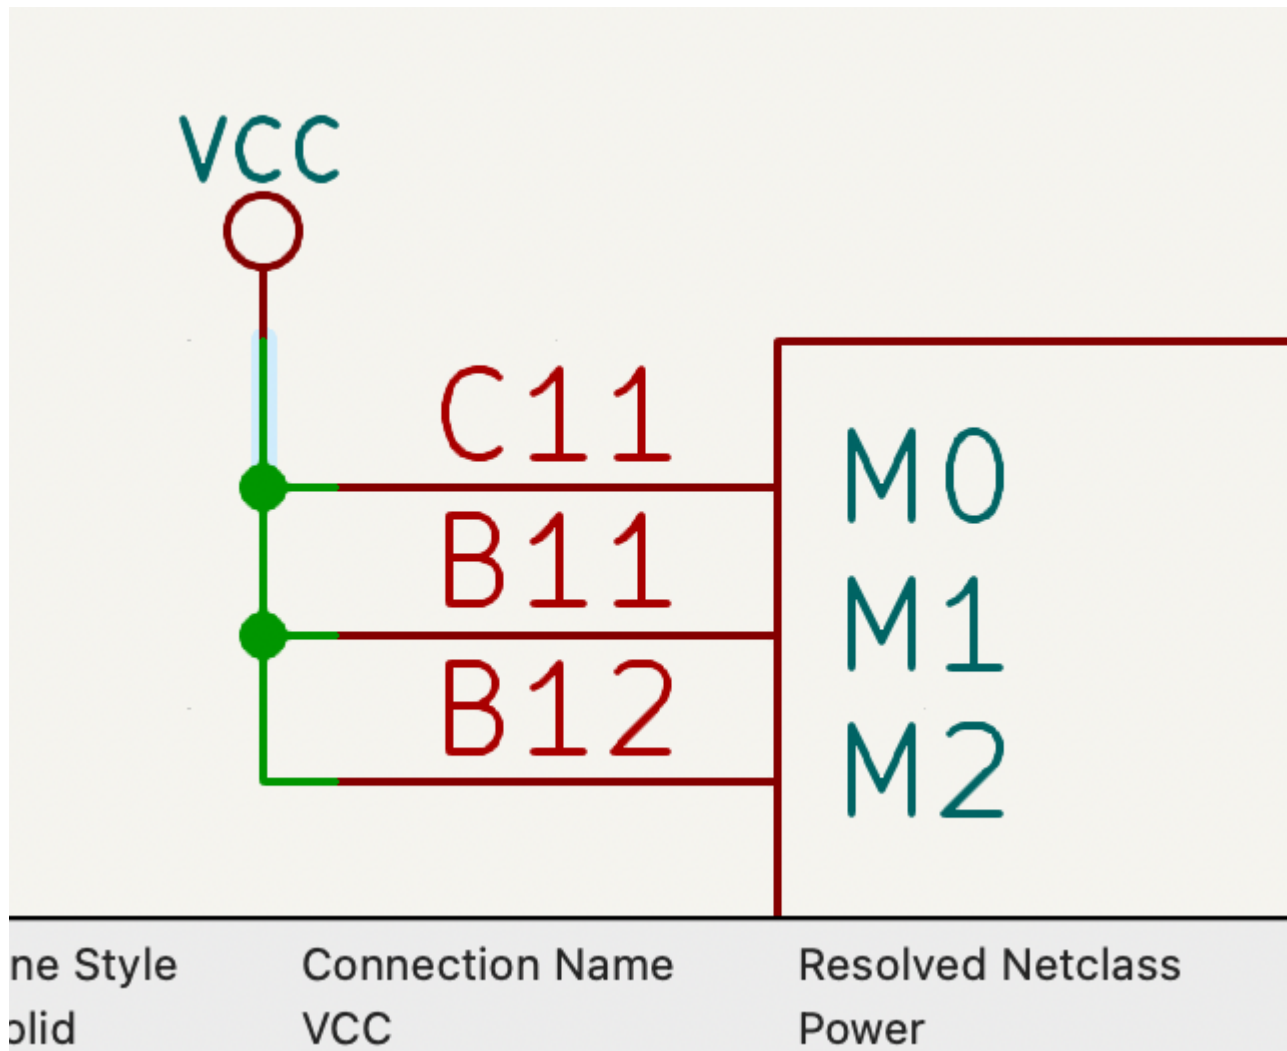 VCC
C11
M0
B11
M1
B12
M2
ne Style Connection Name Resolved Netclass
olid VCC Power